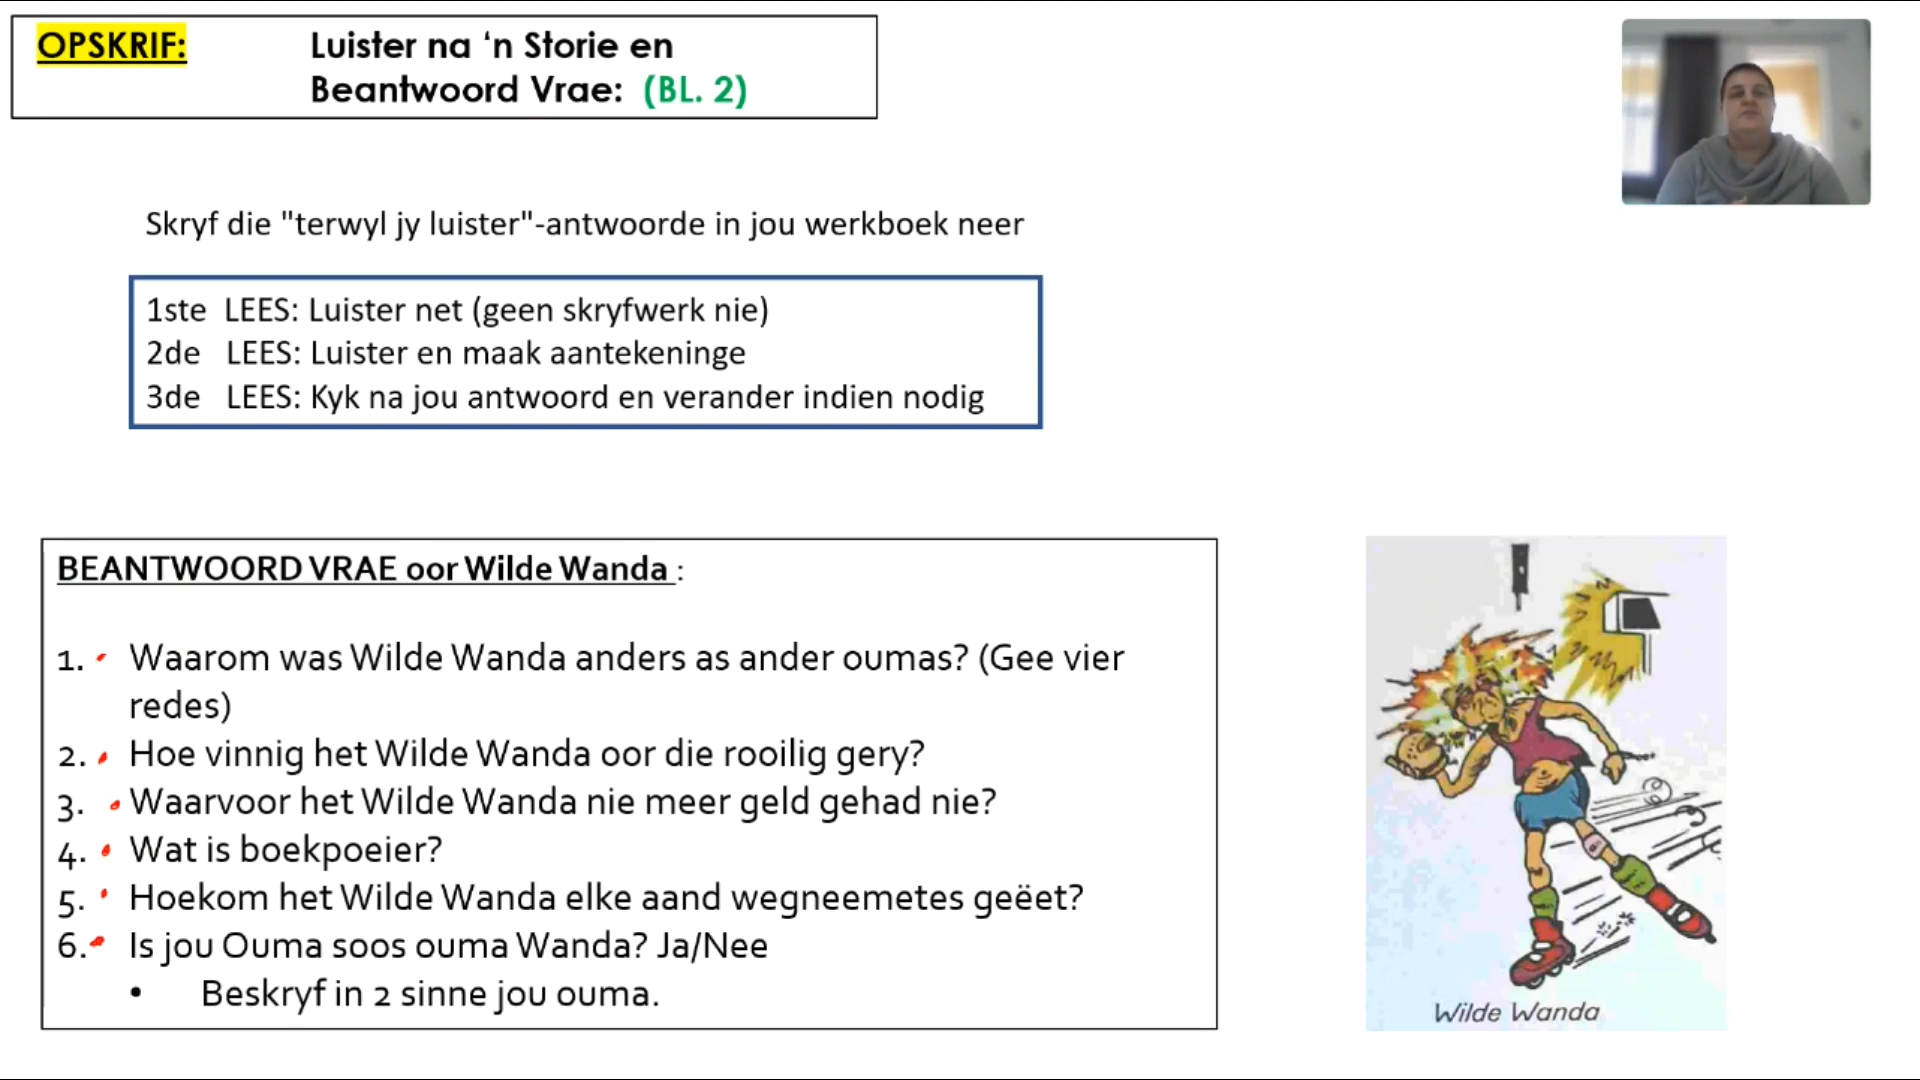 OPSKRIF: Luister na ‘n Storie en
Beantwoord Vrae: (BL. 2)
Skryf die "terwyl jy luister"-antwoorde in jou werkboek neer
1ste LEES: Luister net (geen skryfwerk nie)
2de LEES: Luister en maak aantekeninge
3de LEES: Kyk na jou antwoord en verander indien nodig
BEANTWOORD VRAE oor Wilde Wanda :
1. Waarom was Wilde Wanda anders as ander oumas? (Gee vier
redes)
2. Hoe vinnig het Wilde Wanda oor die rooilig gery?
3. Waarvoor het Wilde Wanda nie meer geld gehad nie?
4. Wat is boekpoeier?
5. Hoekom het Wilde Wanda elke aand wegneemetes geëet?
6. Is jou Ouma soos ouma Wanda? Ja/Nee
• Beskryf in 2 sinne jou ouma.
Wilde Wanda